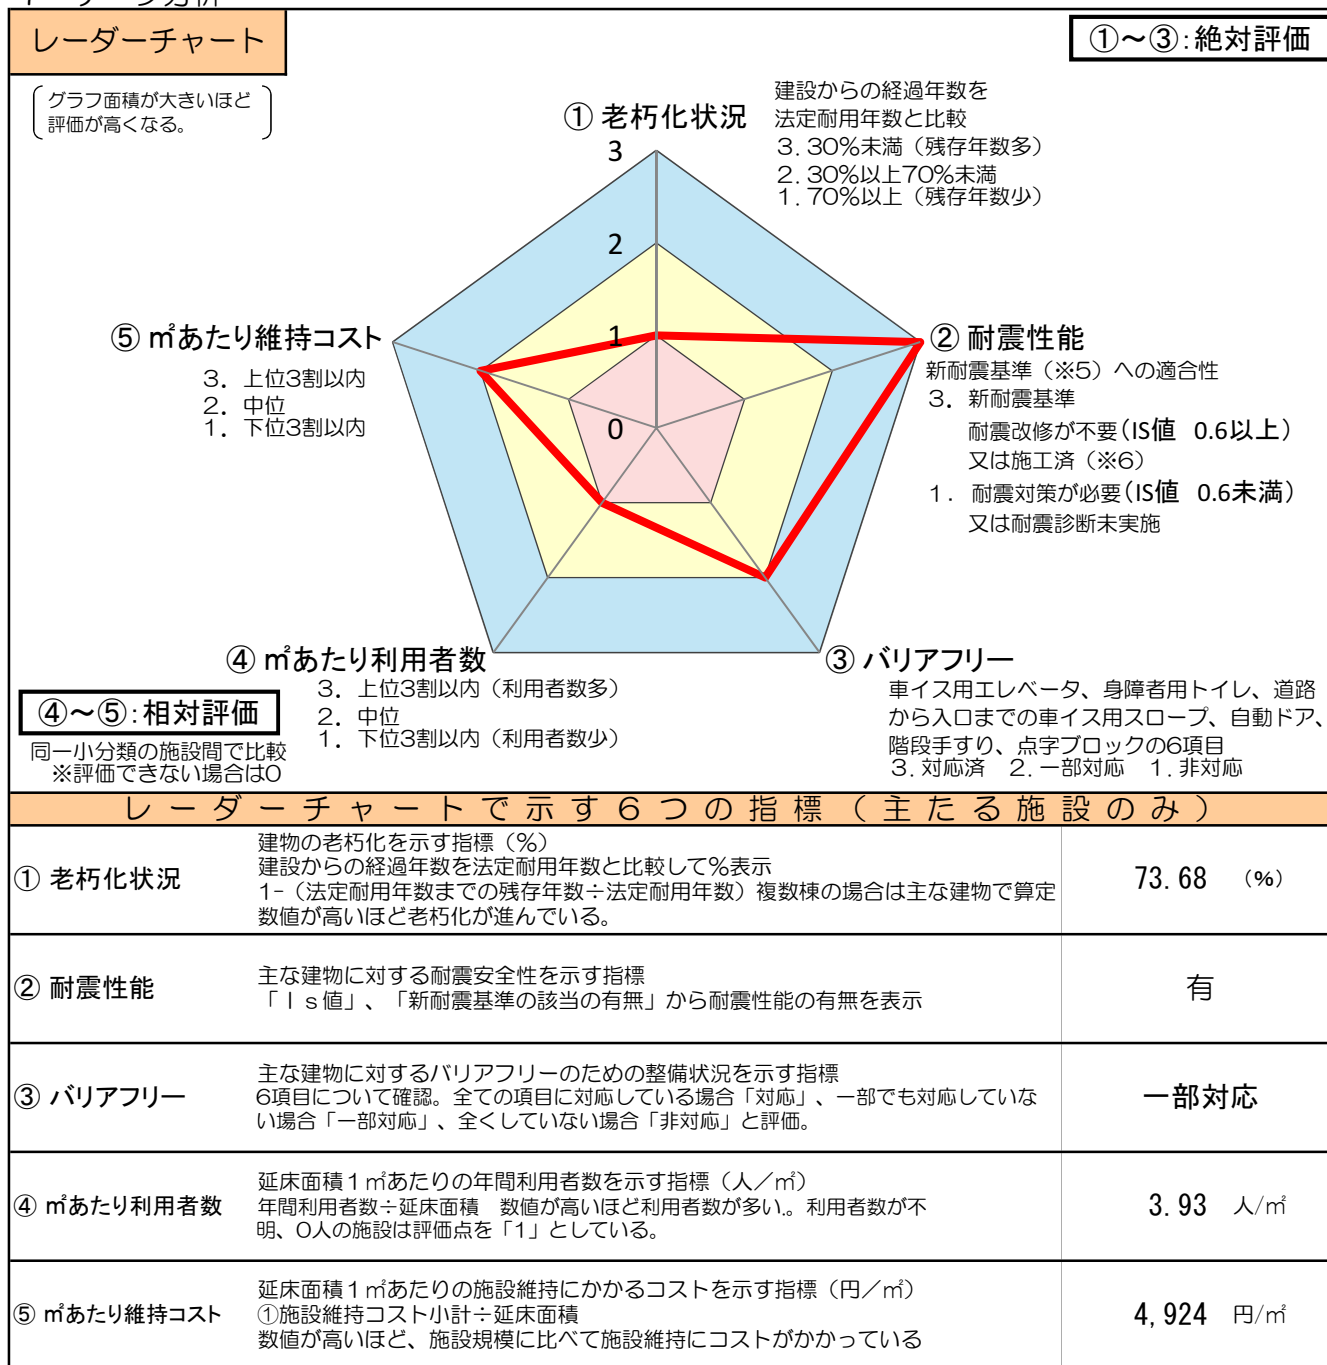 レーダーチャート
①～③:絶対評価
グラフ面積が大きいほど
評価が高くなる。
① 老朽化状況
建設からの経過年数を
法定耐用年数と比較
3. 30%未満（残存年数多）
2. 30%以上70%未満
1. 70%以上（残存年数少）
3
2
1
0
⑤ ㎡あたり維持コスト
3. 上位3割以内
2. 中位
1. 下位3割以内
② 耐震性能
新耐震基準（※5）への適合性
3. 新耐震基準
耐震改修が不要（IS値 0.6以上）
又は施工済（※6）
1. 耐震対策が必要（IS値 0.6未満）
又は耐震診断未実施
④ ㎡あたり利用者数
3. 上位3割以内（利用者数多）
2. 中位
1. 下位3割以内（利用者数少）
③ バリアフリー
車イス用エレベータ、身障者用トイレ、道路
から入口までの車イス用スロープ、自動ドア、
階段手すり、点字ブロックの6項目
3. 対応済 2. 一部対応 1. 非対応
④～⑤:相対評価
同一小分類の施設間で比較
※評価できない場合は0
レーダーチャートで示す6つの指標（主たる施設のみ）
① 老朽化状況
建物の老朽化を示す指標（%）
建設からの経過年数を法定耐用年数と比較して%表示
1-（法定耐用年数までの残存年数÷法定耐用年数）複数棟の場合は主な建物で算定
数値が高いほど老朽化が進んでいる。
73.68 （%）
② 耐震性能
主な建物に対する耐震安全性を示す指標
「Ｉｓ値」、「新耐震基準の該当の有無」から耐震性能の有無を表示
有
③ バリアフリー
主な建物に対するバリアフリーのための整備状況を示す指標
6項目について確認。全ての項目に対応している場合「対応」、一部でも対応していな
い場合「一部対応」、全くしていない場合「非対応」と評価。
一部対応
④ ㎡あたり利用者数
延床面積１㎡あたりの年間利用者数を示す指標（人／㎡）
年間利用者数÷延床面積 数値が高いほど利用者数が多い。利用者数が不
明、0人の施設は評価点を「1」としている。
3.93 人/㎡
⑤ ㎡あたり維持コスト
延床面積１㎡あたりの施設維持にかかるコストを示す指標（円／㎡）
①施設維持コスト小計÷延床面積
数値が高いほど、施設規模に比べて施設維持にコストがかかっている
4,924 円/㎡